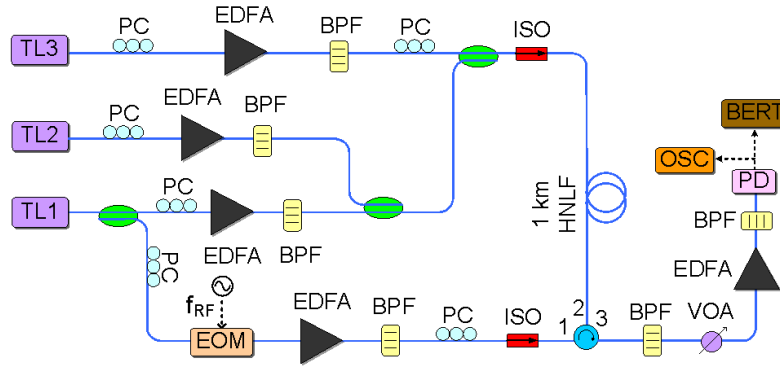 PC
EDFA
BPF
PC
ISO
TL3
PC
EDFA
BPF
TL2
BERT
OSC
PD
1 km
HNLF
PC
EDFA
BPF
TL1
BPF
PC
EDFA
fRF
EDFA
BPF
PC
ISO
1
2
3
BPF
VOA
EDFA
EOM